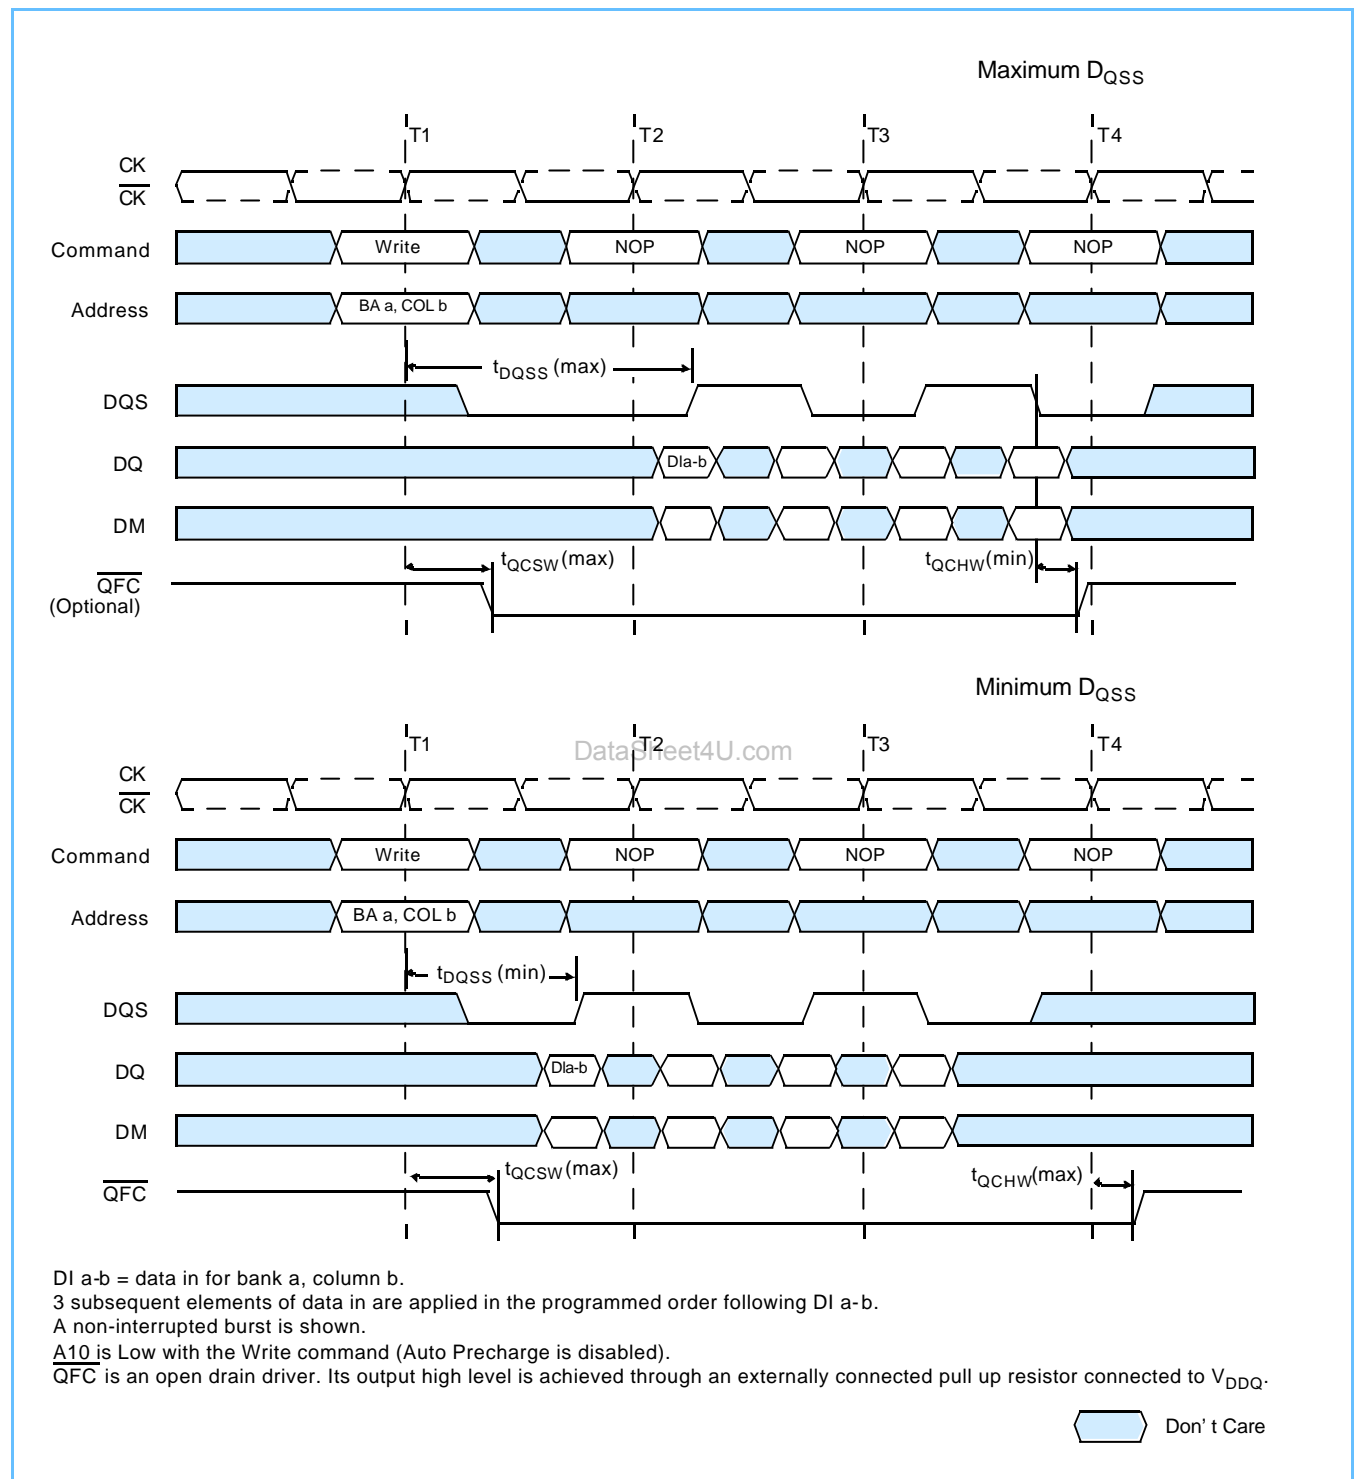 Maximum DQSS
T1 T2 T3 T4
CK
CK
Command Write NOP NOP NOP
Address BA a, COL b
tDQSS (max)
DQS
DQ DIa-b
DM
tQCSW(max) tQCHW(min)
QFC
(Optional)
Minimum DQSS
T1 T2 T3 T4
DataSheet4U.com
CK
CK
Command Write NOP NOP NOP
Address BA a, COL b
tDQSS (min)
DQS
DQ DIa-b
DM
tQCSW(max) tQCHW(max)
QFC
DI a-b = data in for bank a, column b.
3 subsequent elements of data in are applied in the programmed order following DI a-b.
A non-interrupted burst is shown.
A10 is Low with the Write command (Auto Precharge is disabled).
QFC is an open drain driver. Its output high level is achieved through an externally connected pull up resistor connected to VDDQ.
Don't Care